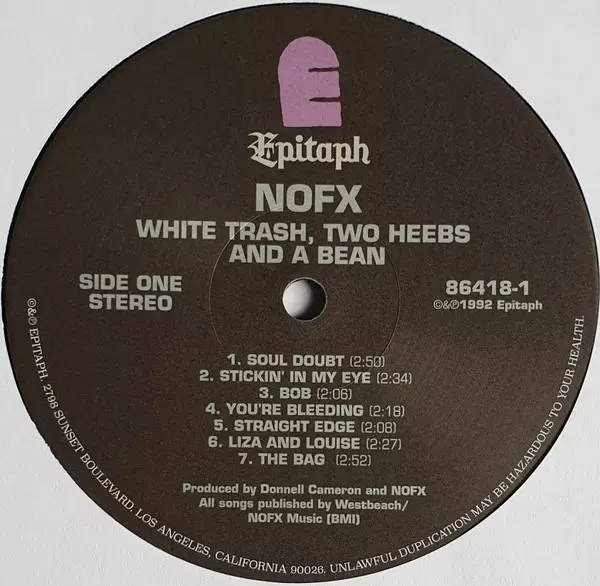 E
Epitaph
NOFX
WHITE TRASH, TWO HEEBS
AND A BEAN
SIDE ONE
STEREO
86418-1
©&℗1992 Epitaph
1. SOUL DOUBT (2:50)
2. STICKIN' IN MY EYE (2:34)
3. BOB (2:06)
4. YOU'RE BLEEDING (2:18)
5. STRAIGHT EDGE (2:08)
6. LIZA AND LOUISE (2:27)
7. THE BAG (2:52)
Produced by Donnell Cameron and NOFX
All songs published by Westbeach/
NOFX Music (BMI)
©&℗ EPITAPH. 2798 SUNSET BOULEVARD, LOS ANGELES, CALIFORNIA 90026. UNLAWFUL DUPLICATION MAY BE HAZARDOUS TO YOUR HEALTH.